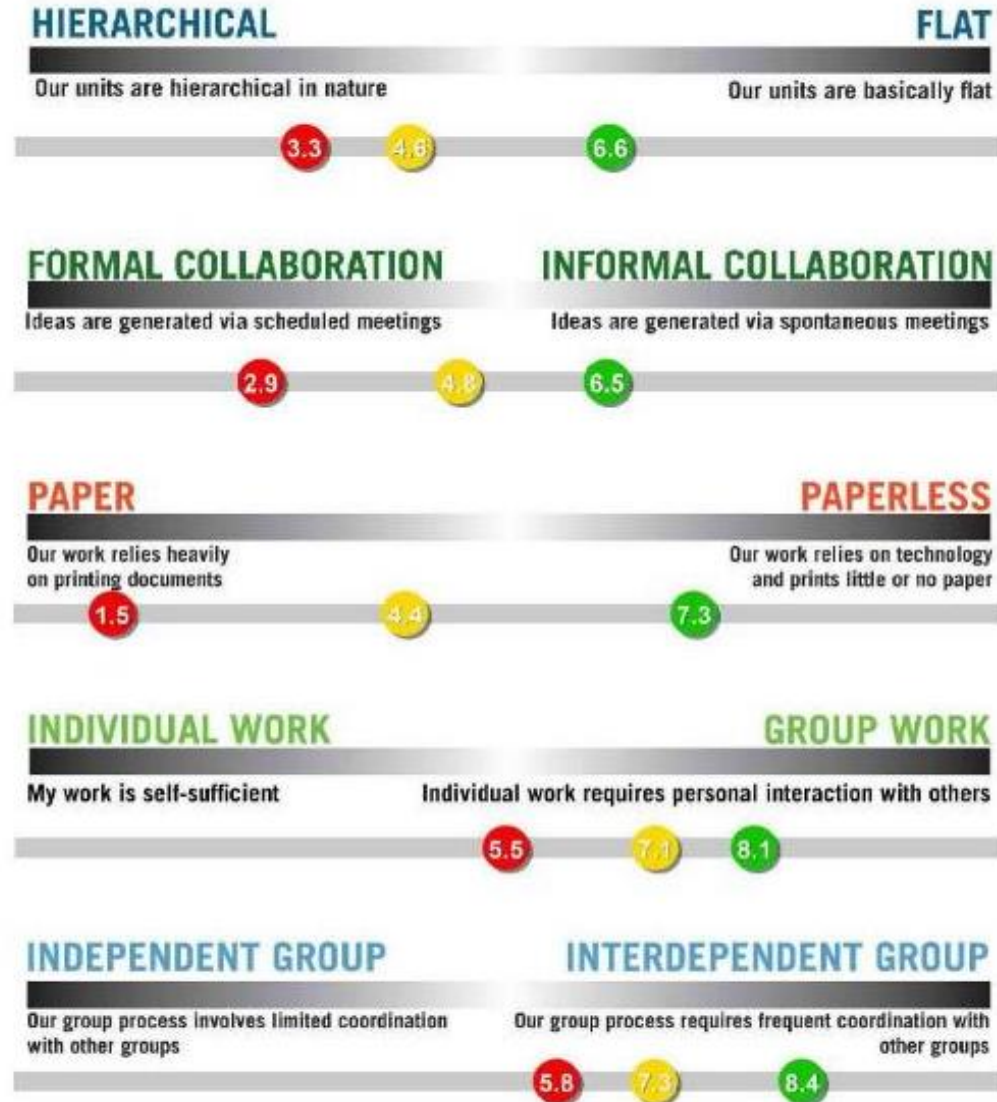 HIERARCHICAL FLAT
Our units are hierarchical in nature Our units are basically flat
3.3 4.6 6.6
FORMAL COLLABORATION INFORMAL COLLABORATION
Ideas are generated via scheduled meetings Ideas are generated via spontaneous meetings
2.9 4.8 6.5
PAPER PAPERLESS
Our work relies heavily
on printing documents
Our work relies on technology
and prints little or no paper
1.5 4.4 7.3
INDIVIDUAL WORK GROUP WORK
My work is self-sufficient Individual work requires personal interaction with others
5.5 7.1 8.1
INDEPENDENT GROUP INTERDEPENDENT GROUP
Our group process involves limited coordination
with other groups
Our group process requires frequent coordination with
other groups
5.8 7.3 8.4